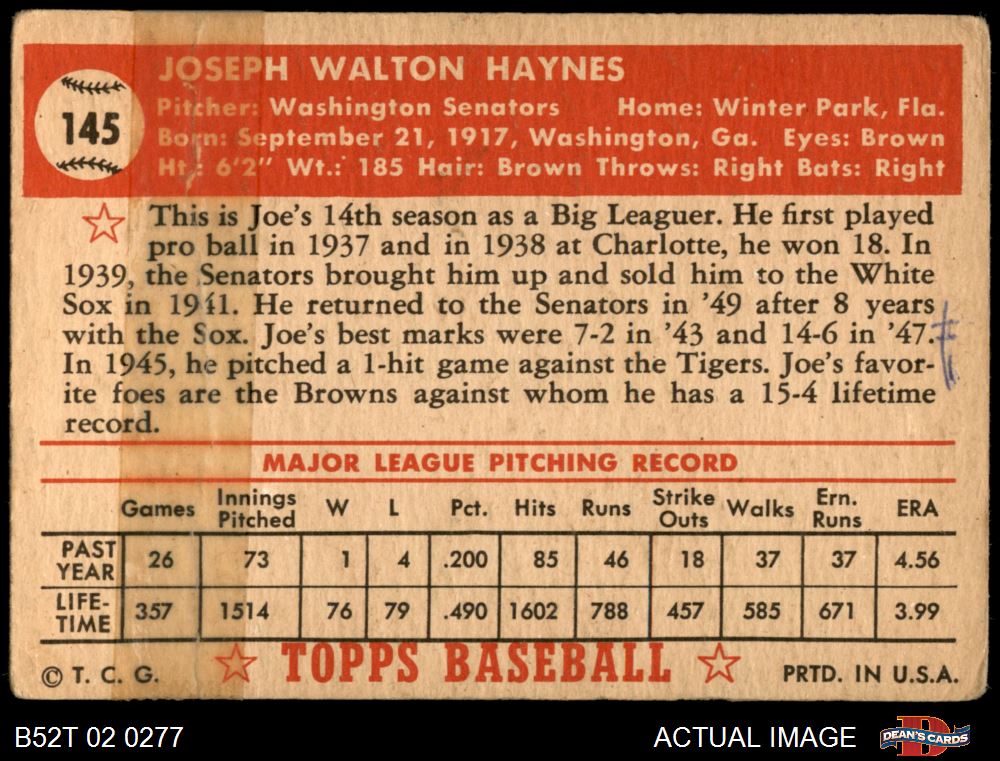 JOSEPH WALTON HAYNES
145
Pitcher: Washington Senators Home: Winter Park, Fla.
Born: September 21, 1917, Washington, Ga. Eyes: Brown
Ht.: 6'2" Wt.: 185 Hair: Brown Throws: Right Bats: Right
This is Joe's 14th season as a Big Leaguer. He first played
pro ball in 1937 and in 1938 at Charlotte, he won 18. In
1939, the Senators brought him up and sold him to the White
Sox in 1941. He returned to the Senators in '49 after 8 years
with the Sox. Joe's best marks were 7-2 in '43 and 14-6 in '47.
In 1945, he pitched a 1-hit game against the Tigers. Joe's favor-
ite foes are the Browns against whom he has a 15-4 lifetime
record.
MAJOR LEAGUE PITCHING RECORD
Games Innings Pitched W L Pct. Hits Runs Strike Outs Walks Ern. Runs ERA
PAST YEAR 26 73 1 4 .200 85 46 18 37 37 4.56
LIFE-TIME 357 1514 76 79 .490 1602 788 457 585 671 3.99
© T. C. G. TOPPS BASEBALL PRTD. IN U.S.A.
B52T 02 0277 ACTUAL IMAGE DEAN'S CARDS